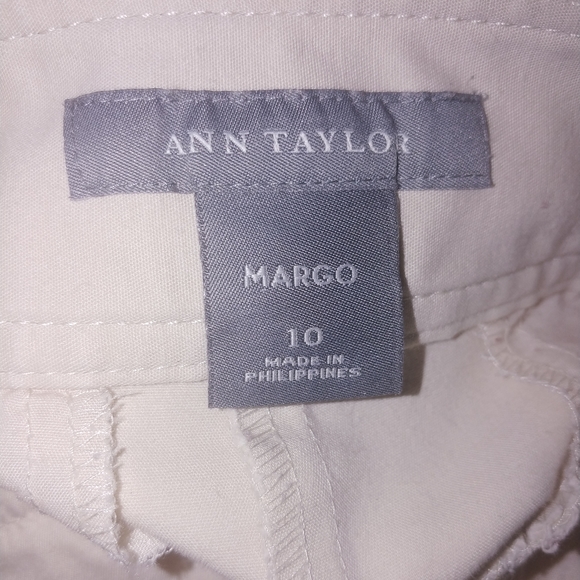 ANN TAYLOR
MARGO
10
MADE IN
PHILIPPINES